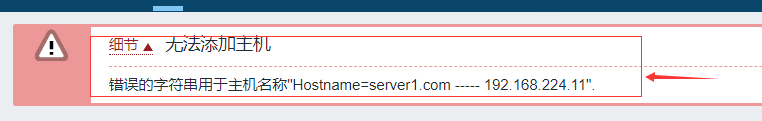 细节 无法添加主机
错误的字符串用于主机名称"Hostname=server1.com ----- 192.168.224.11".